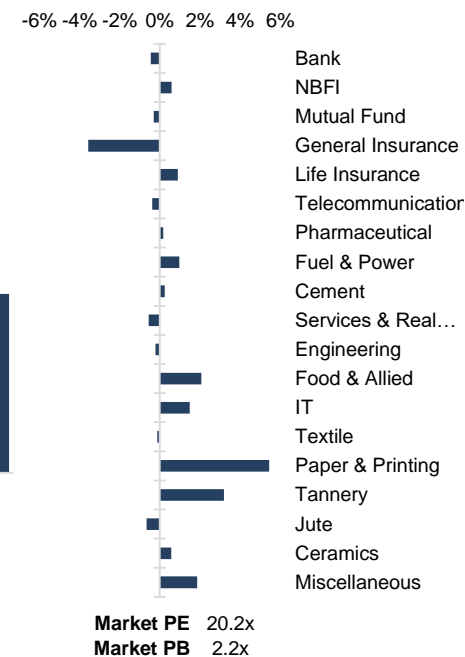 -6% -4% -2% 0% 2% 4% 6%
Bank
NBFI
Mutual Fund
General Insurance
Life Insurance
Telecommunication
Pharmaceutical
Fuel & Power
Cement
Services & Real…
Engineering
Food & Allied
IT
Textile
Paper & Printing
Tannery
Jute
Ceramics
Miscellaneous
Market PE 20.2x
Market PB 2.2x